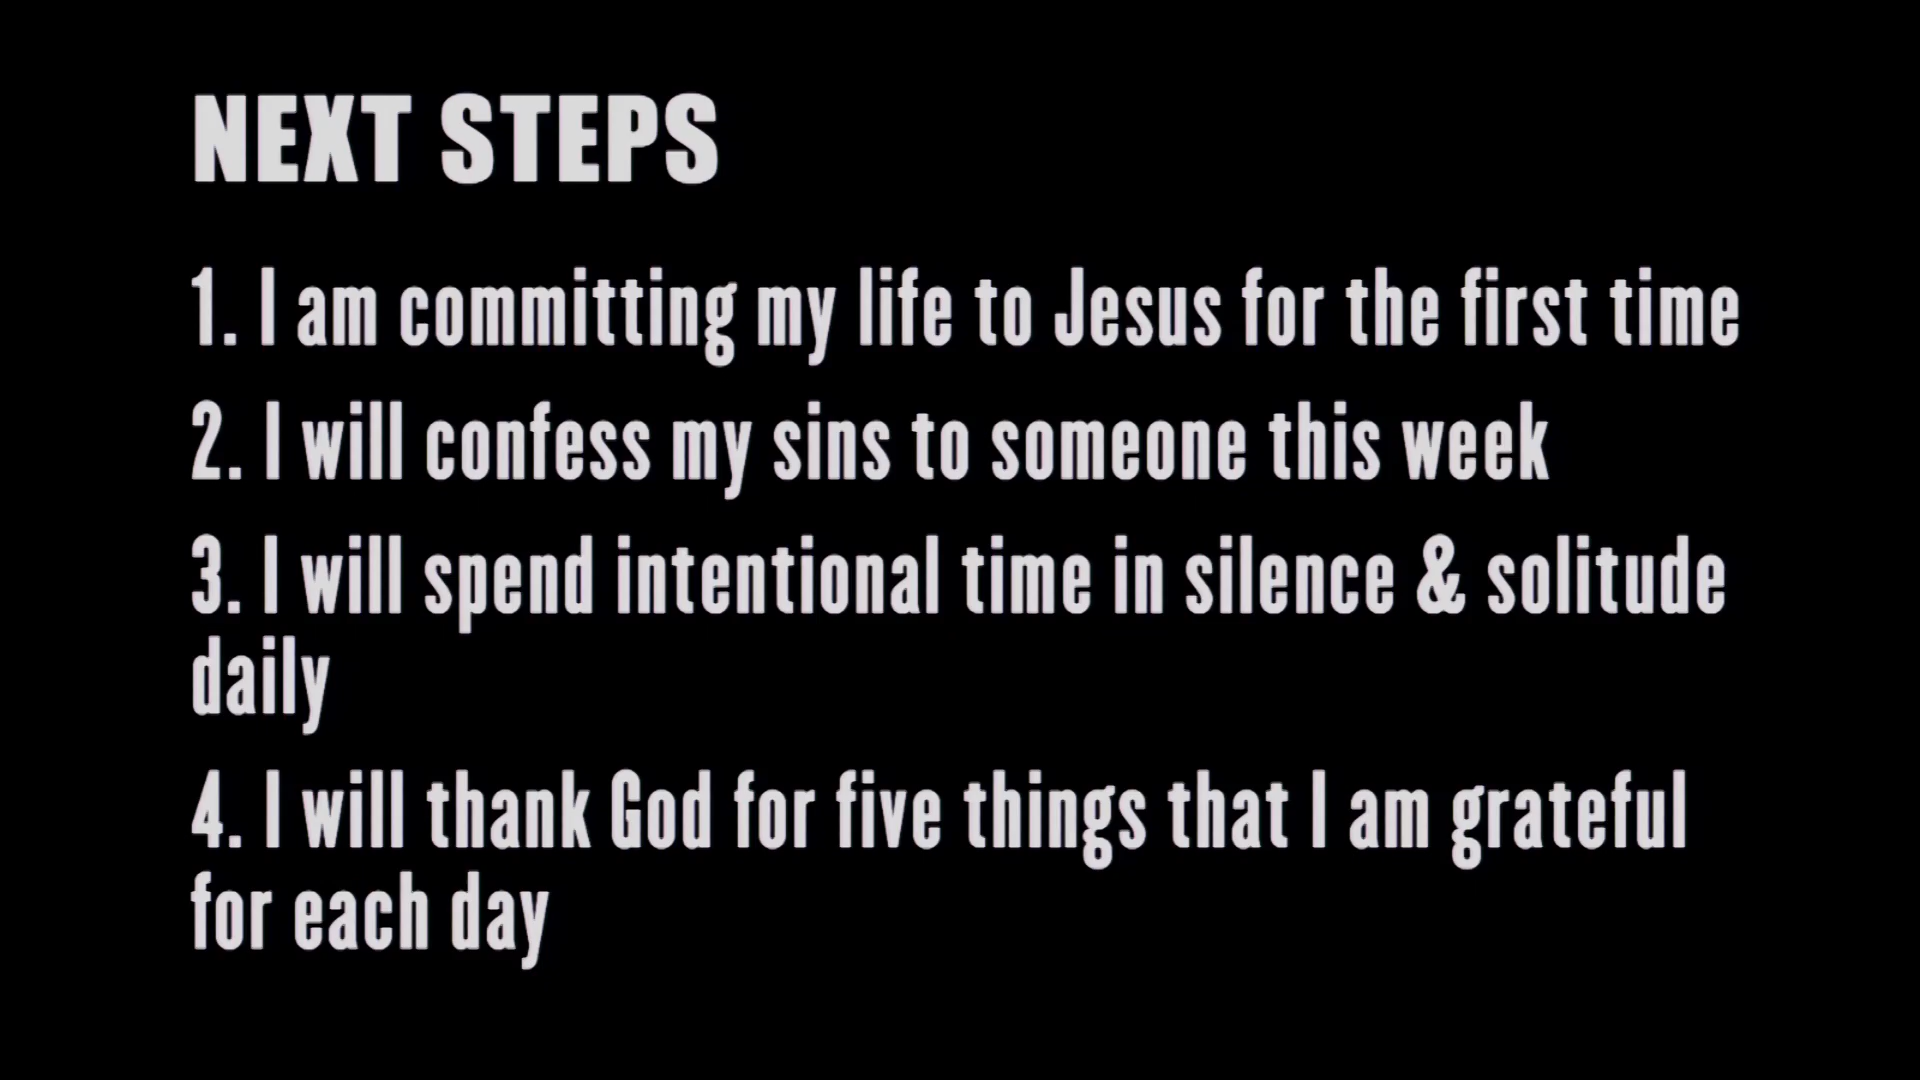 NEXT STEPS
1. I am committing my life to Jesus for the first time
2. I will confess my sins to someone this week
3. I will spend intentional time in silence & solitude
daily
4. I will thank God for five things that I am grateful
for each day